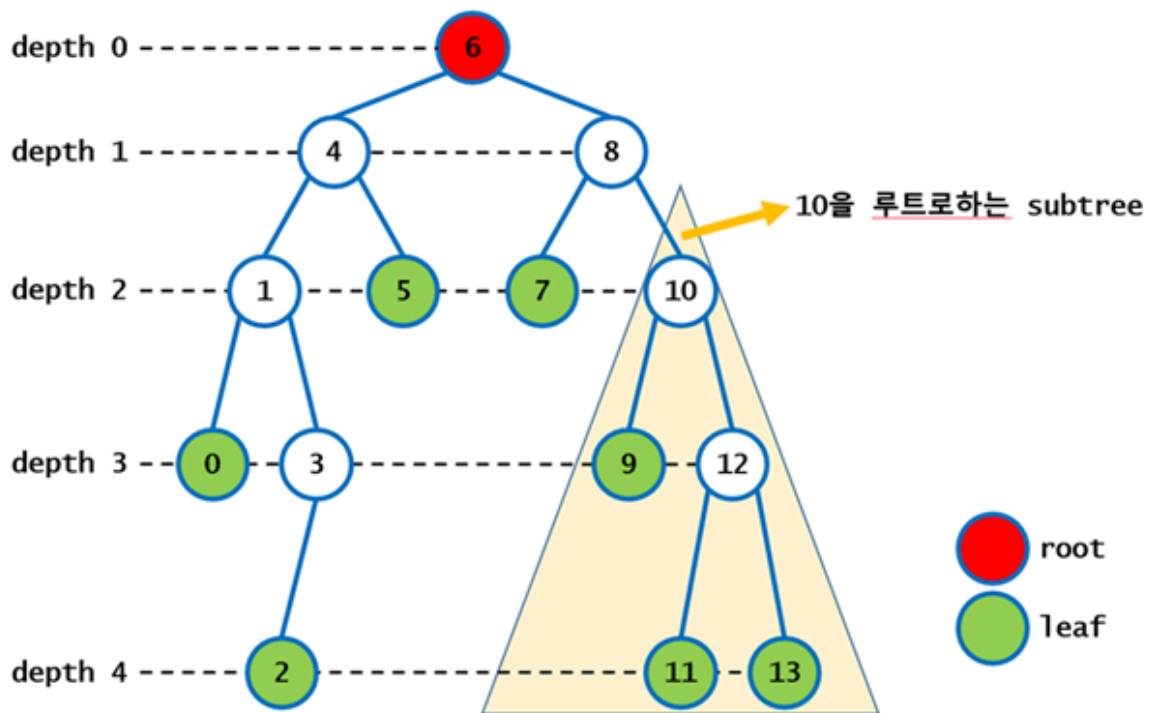 depth 0 6
depth 1 4 8
10을 루트로하는 subtree
depth 2 1 5 7 10
depth 3 0 3 9 12
root
leaf
depth 4 2 11 13